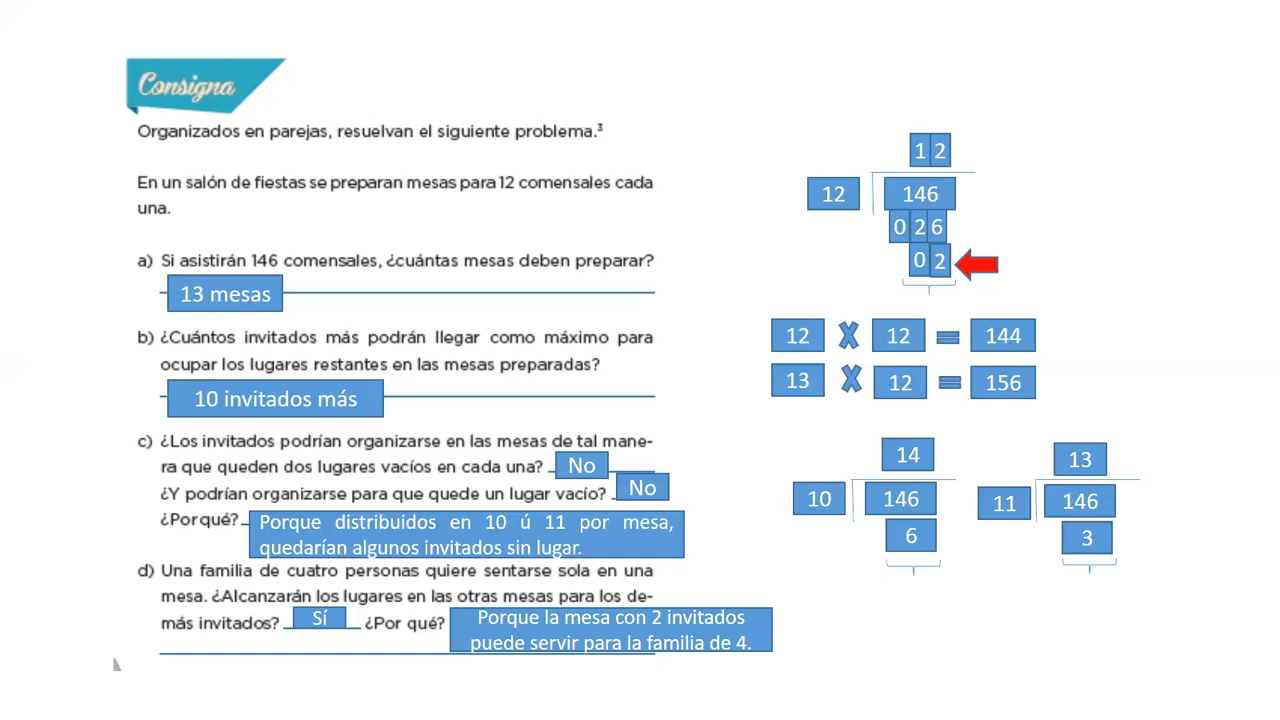 Consigna
Organizados en parejas, resuelvan el siguiente problema.³
En un salón de fiestas se preparan mesas para 12 comensales cada
una.
a) Si asistirán 146 comensales, ¿cuántas mesas deben preparar?
13 mesas
b) ¿Cuántos invitados más podrán llegar como máximo para
ocupar los lugares restantes en las mesas preparadas?
10 invitados más
c) ¿Los invitados podrían organizarse en las mesas de tal mane-
ra que queden dos lugares vacíos en cada una? No
¿Y podrían organizarse para que quede un lugar vacío? No
¿Por qué? Porque distribuidos en 10 ú 11 por mesa,
quedarían algunos invitados sin lugar.
d) Una familia de cuatro personas quiere sentarse sola en una
mesa. ¿Alcanzarán los lugares en las otras mesas para los de-
más invitados? Sí ¿Por qué? Porque la mesa con 2 invitados
puede servir para la familia de 4.
1 2
12 146
0 2 6
0 2
12 X 12 = 144
13 X 12 = 156
14
10 146
6
13
11 146
3